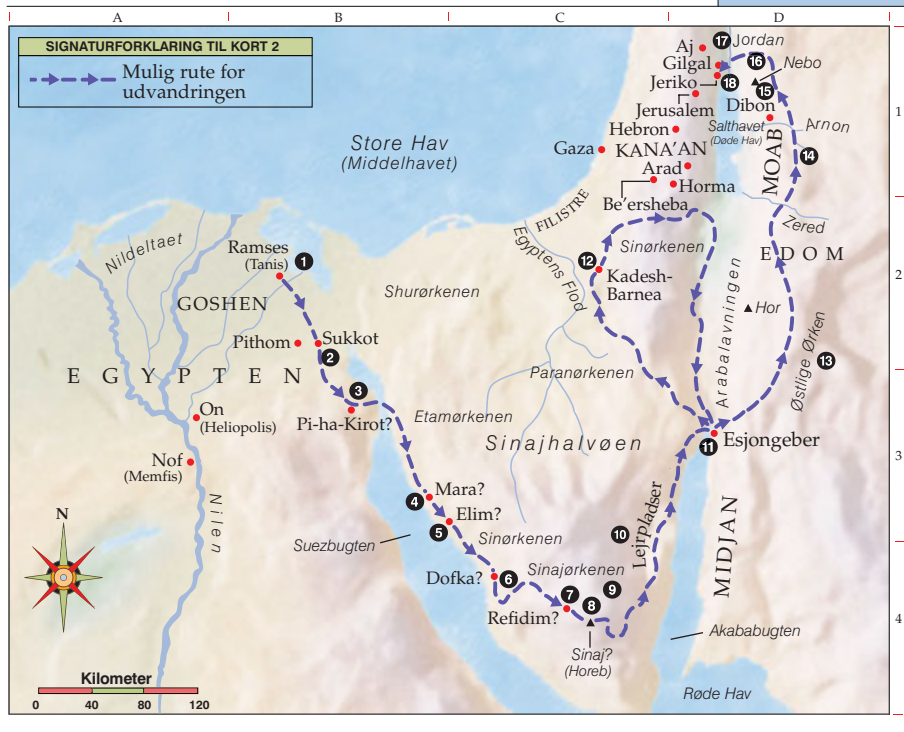 A B C D
SIGNATURFORKLARING TIL KORT 2
Mulig rute for
udvandringen
1
2
3
4
Store Hav
(Middelhavet)
Aj
17
Jordan
Gilgal
16
Nebo
Jeriko
18
15
Jerusalem
Dibon
Hebron
Salthavet
(Døde Hav)
Arnon
Gaza
KANA'AN
MOAB
14
Arad
Horma
Be'ersheba
FILISTRE
Zered
Egyptens Flod
Sinørkenen
EDOM
12
Kadesh-
Barnea
Nildeltaet
Ramses
(Tanis)
1
GOSHEN
Shurørkenen
Hor
Arabalavningen
Østlige Ørken
13
Pithom
Sukkot
2
EGYPTEN
3
Pi-ha-Kirot?
Paranørkenen
Etamørkenen
On
(Heliopolis)
Sinajhalvøen
11
Esjongeber
Nof
(Memfis)
Nilen
Mara?
4
Elim?
5
Suezbugten
Sinørkenen
10
Lejrpladser
MIDJAN
Dofka?
6
Sinajørkenen
7
8
9
Refidim?
Sinaj?
(Horeb)
Akababugten
Røde Hav
N
Kilometer
0 40 80 120